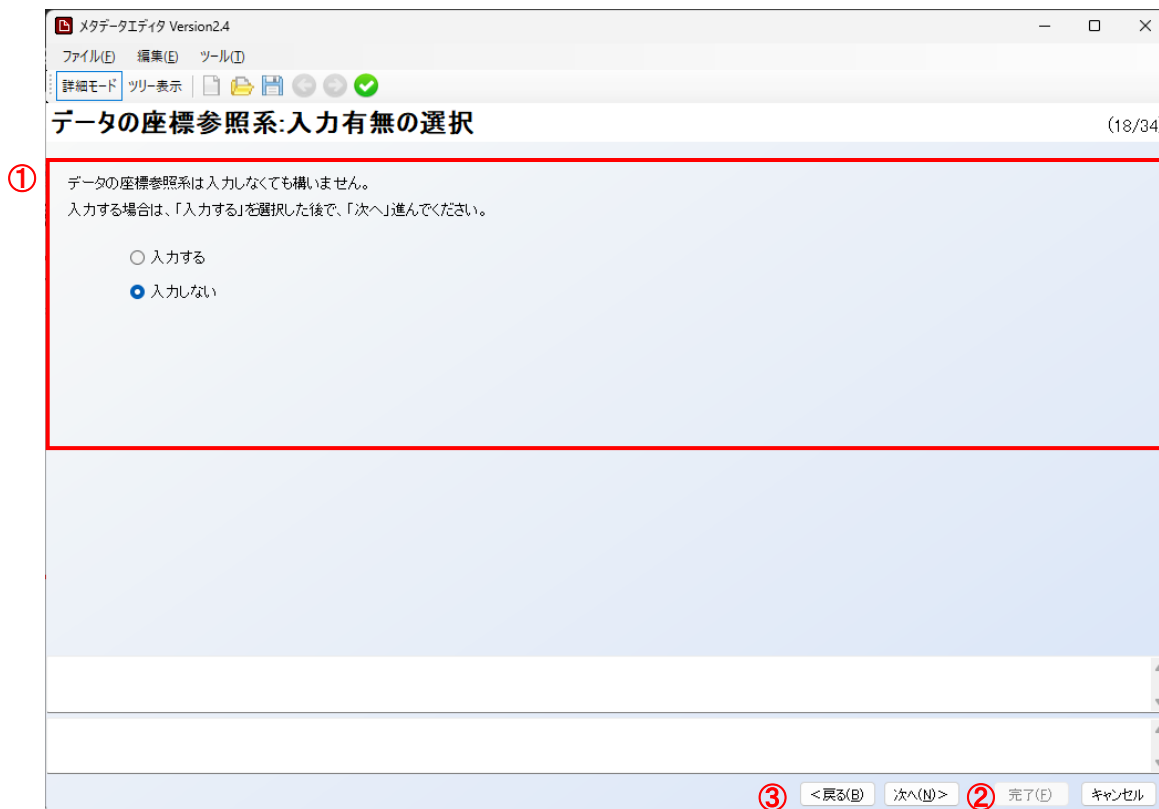 メタデータエディタ Version2.4
ファイル(F) 編集(E) ツール(T)
詳細モード ツリー表示
データの座標参照系:入力有無の選択 (18/34
①
データの座標参照系は入力しなくても構いません。
入力する場合は、「入力する」を選択した後で、「次へ」進んでください。
入力する
入力しない
③ <戻る(B) 次へ(N)> ② 完了(F) キャンセル